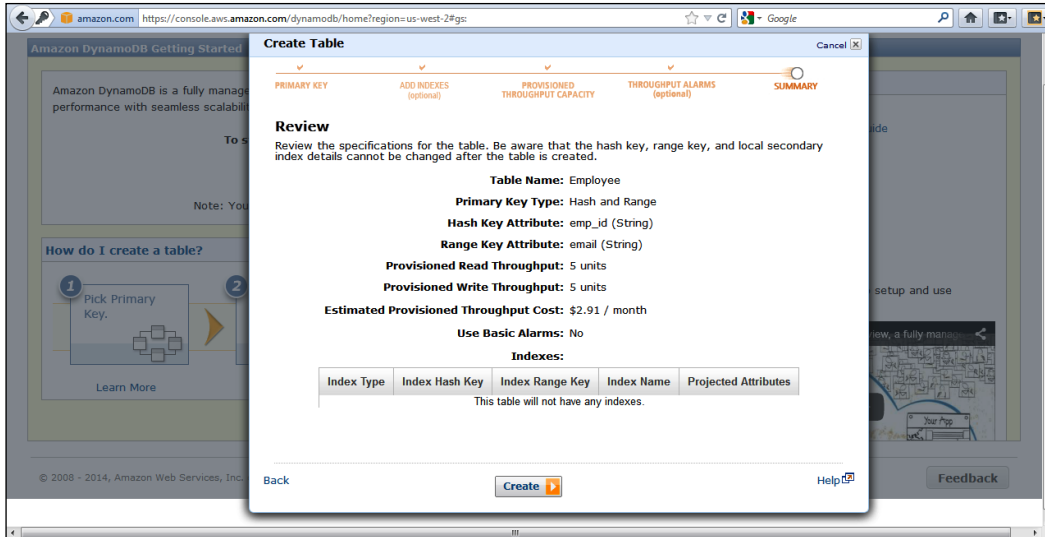 amazon.com https://console.aws.amazon.com/dynamodb/home?region=us-west-2#gs: Google
Amazon DynamoDB Getting Started
Create Table
Cancel
PRIMARY KEY
ADD INDEXES
(optional)
PROVISIONED
THROUGHPUT CAPACITY
THROUGHPUT ALARMS
(optional)
SUMMARY
Amazon DynamoDB is a fully manage
performance with seamless scalabilit
To s
Note: You
How do I create a table?
1
Pick Primary
Key.
2
Learn More
Review
Review the specifications for the table. Be aware that the hash key, range key, and local secondary
index details cannot be changed after the table is created.
Table Name: Employee
Primary Key Type: Hash and Range
Hash Key Attribute: emp_id (String)
Range Key Attribute: email (String)
Provisioned Read Throughput: 5 units
Provisioned Write Throughput: 5 units
Estimated Provisioned Throughput Cost: $2.91 / month
Use Basic Alarms: No
Indexes:
Index Type Index Hash Key Index Range Key Index Name Projected Attributes
This table will not have any indexes.
Back
Create
Help
ide
setup and use
iew, a fully manag
Your App
© 2008 - 2014, Amazon Web Services, Inc.
Feedback